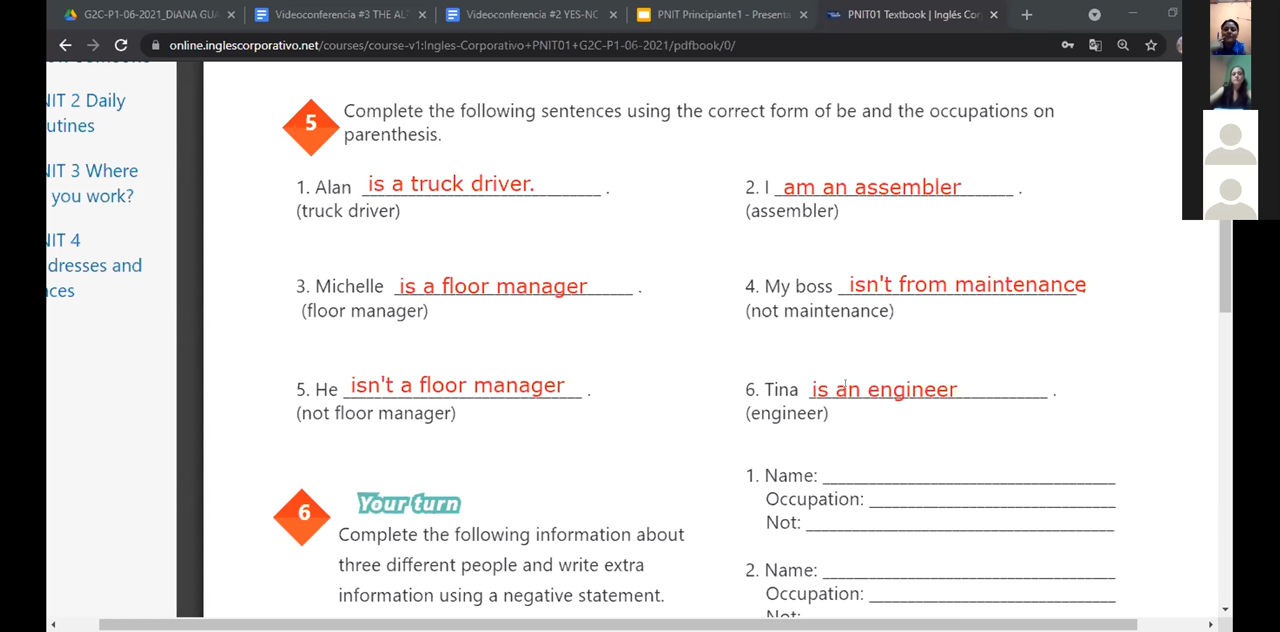 G2C-P1-06-2021_DiANA GUA
Videoconferencia #3 THE AL
Videoconferencia #2 YES-NO
PNIT Principiante1 - Presenta
PNIT01 Textbook | Inglés Cor
online.inglescorporativo.net/courses/course-v1:Ingles-Corporativo+PNIT01+G2C-P1-06-2021/pdfbook/0/
NIT 2 Daily
utines
NIT 3 Where
you work?
NIT 4
dresses and
ces
5 Complete the following sentences using the correct form of be and the occupations on
parenthesis.
1. Alan is a truck driver. .
(truck driver)
2. I am an assembler .
(assembler)
3. Michelle is a floor manager .
(floor manager)
4. My boss isn't from maintenance .
(not maintenance)
5. He isn't a floor manager .
(not floor manager)
6. Tina is an engineer .
(engineer)
6 Your turn
Complete the following information about
three different people and write extra
information using a negative statement.
1. Name:
Occupation:
Not:
2. Name:
Occupation:
Not: